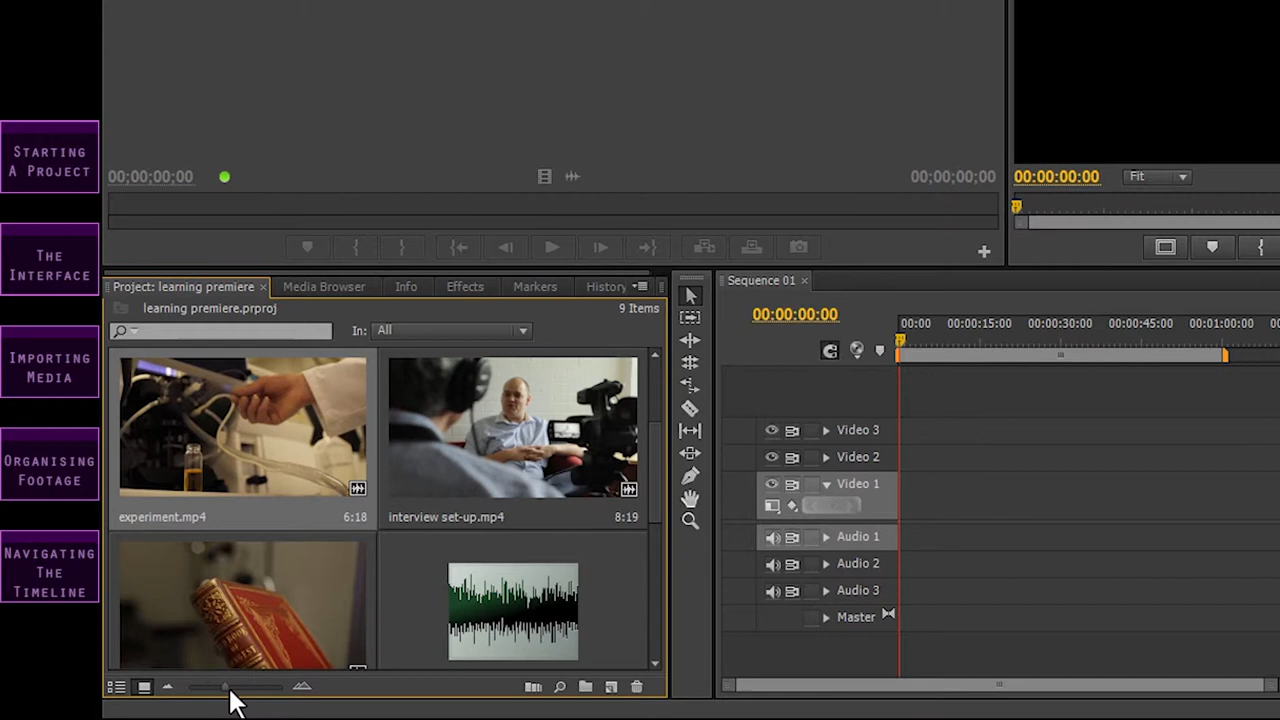 STARTING
A PROJECT
THE
INTERFACE
IMPORTING
MEDIA
ORGANISING
FOOTAGE
NAVIGATING
THE
TIMELINE
00;00;00;00
00;00;00;00
00:00:00:00
Fit
Project: learning premiere
Media Browser
Info
Effects
Markers
History
learning premiere.prproj
9 Items
In:
All
experiment.mp4
6:18
interview set-up.mp4
8:19
Sequence 01
00:00:00:00
00:00
00:00:15:00
00:00:30:00
00:00:45:00
00:01:00:00
Video 3
Video 2
Video 1
Audio 1
Audio 2
Audio 3
Master